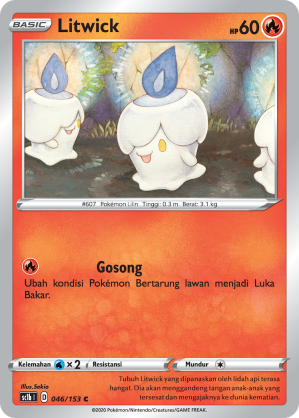 BASIC Litwick HP 60
#607 Pokémon Lilin Tinggi: 0.3 m Berat: 3.1 kg
Gosong
Ubah kondisi Pokémon Bertarung lawan menjadi Luka
Bakar.
Kelemahan ×2 Resistansi Mundur
Illus.Sekio
sc1b I D 046/153 C
Tubuh Litwick yang dipanaskan oleh lidah api terasa
hangat. Dia akan menggandeng tangan anak-anak yang
tersesat dan mengajaknya ke dunia kematian.
©2020 Pokémon/Nintendo/Creatures/GAME FREAK.